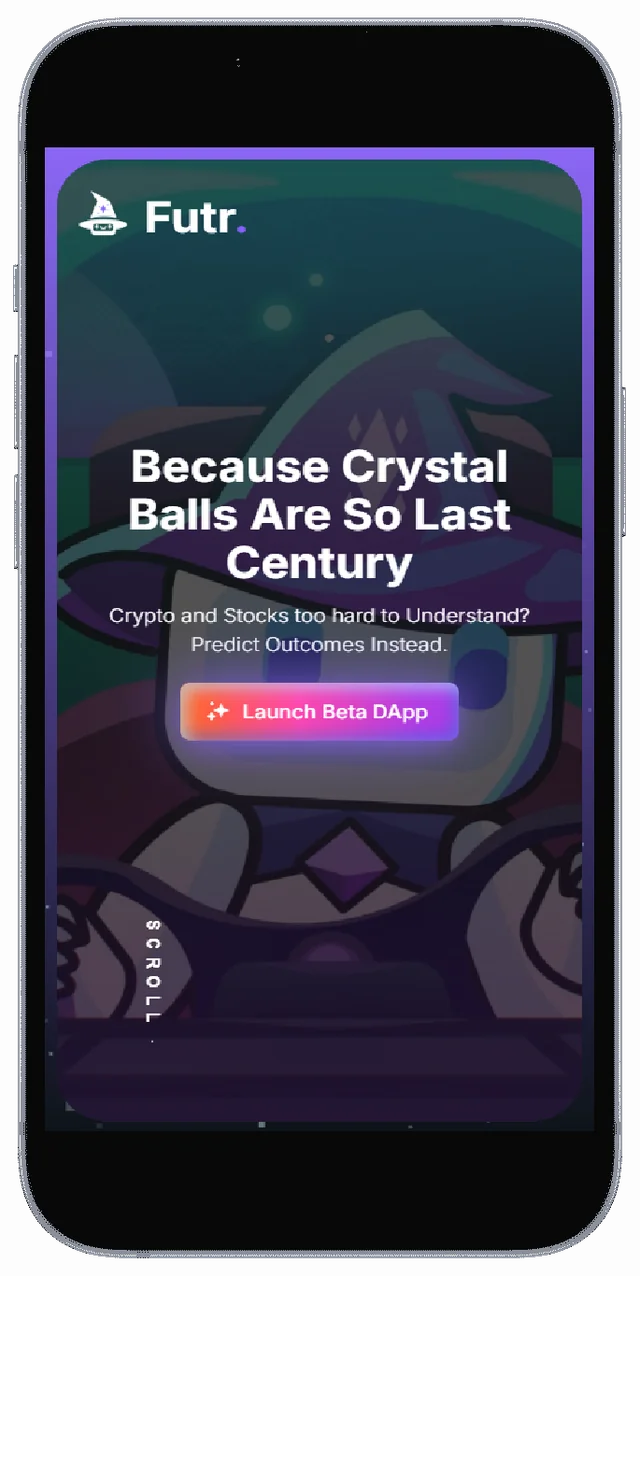 Futr.
Because Crystal
Balls Are So Last
Century
Crypto and Stocks too hard to Understand?
Predict Outcomes Instead.
Launch Beta DApp
SCROLL